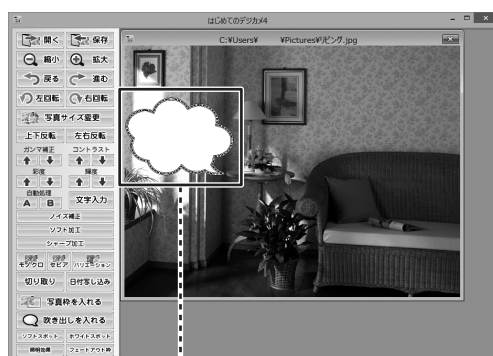 はじめてのデジカメ4
C:¥Users¥ ¥Pictures¥リビング.jpg
開く 保存
縮小 拡大
戻る 進む
左回転 右回転
写真サイズ変更
上下反転 左右反転
ガンマ補正 コントラスト
彩度 輝度
自動処理
A B 文字入力
ノイズ補正
ソフト加工
シャープ加工
モノクロ セピア バリエーション
切り取り 日付写し込み
写真枠を入れる
吹き出しを入れる
ソフトスポット ホワイトスポット
照明効果 フェードアウト枠